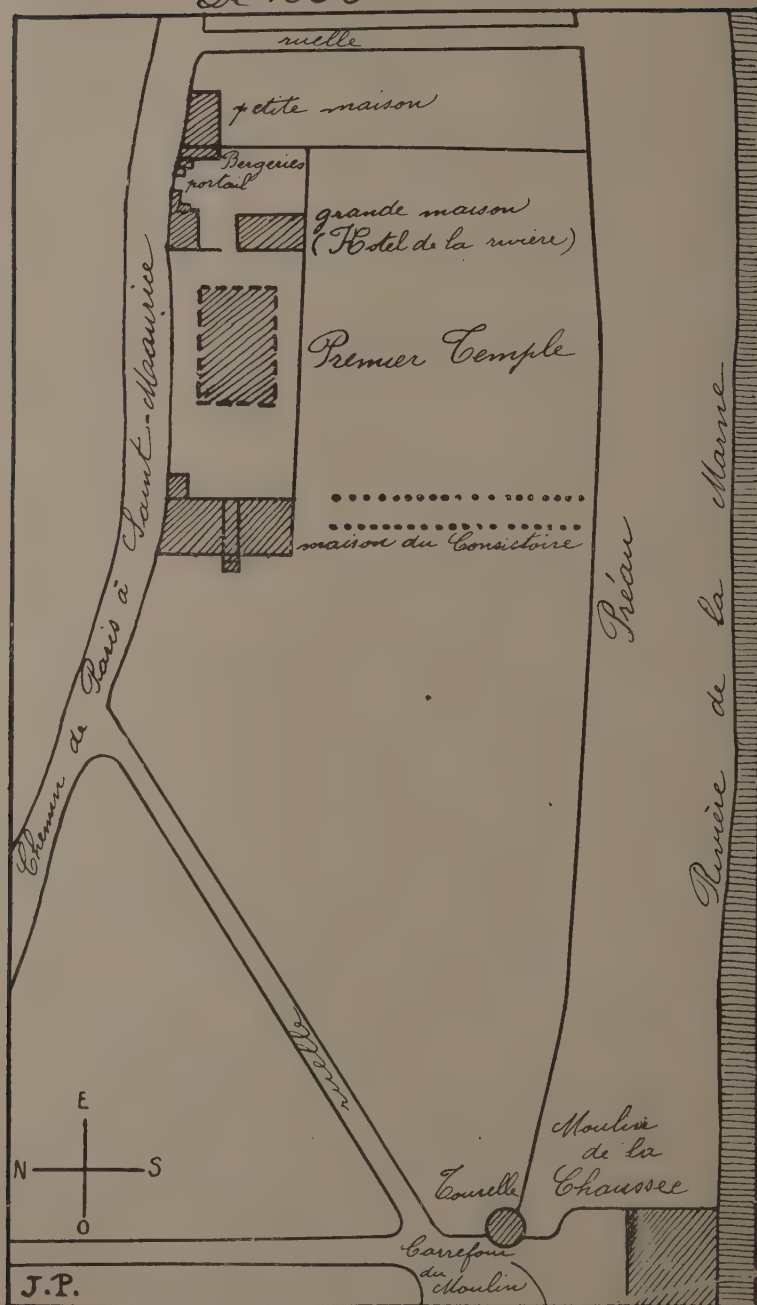 ruelle
petite maison
Bergeries
portail
grande maison
(Hotel de la rivière)
Premier Temple
Chemin de Paris à Saint-Maurice
maison du Consistoire
Préau
Rivière de la Marne
ruelle
E
N S
O
Moulin
de la
Chaussee
Tourelle
Carrefour
du
Moulin
J.P.